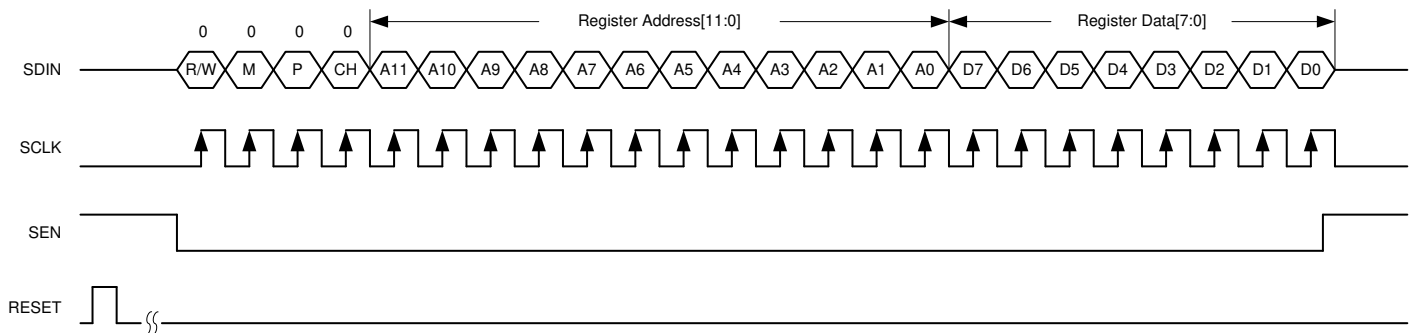 Register Address[11:0] Register Data[7:0]
0 0 0 0
SDIN R/W M P CH A11 A10 A9 A8 A7 A6 A5 A4 A3 A2 A1 A0 D7 D6 D5 D4 D3 D2 D1 D0
SCLK
SEN
RESET